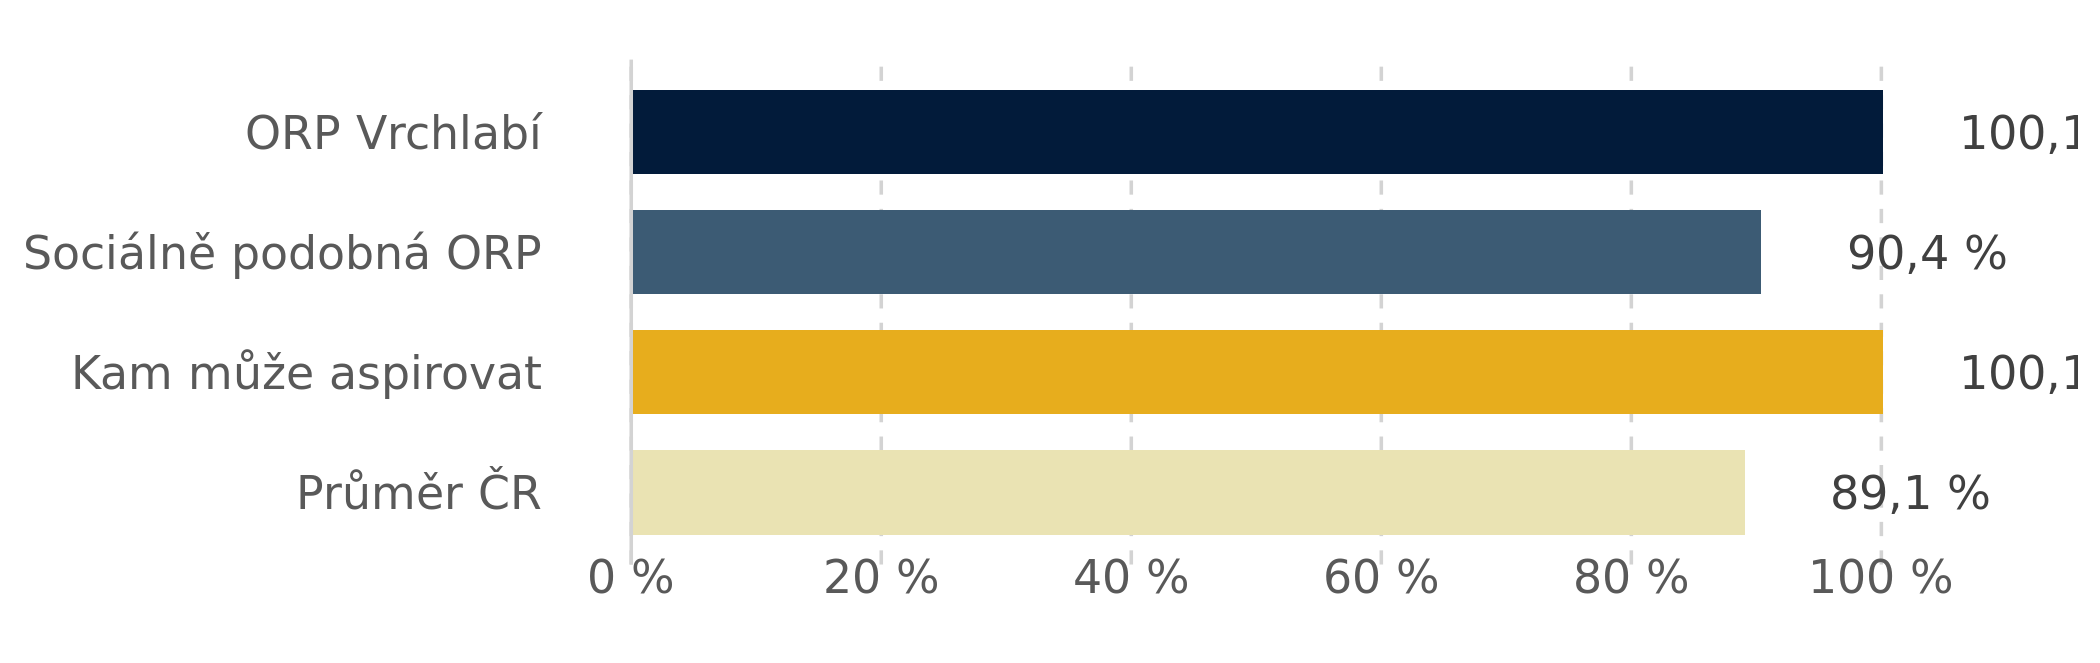 ORP Vrchlabí
100,1
Sociálně podobná ORP
90,4 %
Kam může aspirovat
100,1
Průměr ČR
89,1 %
0 % 20 % 40 % 60 % 80 % 100 %